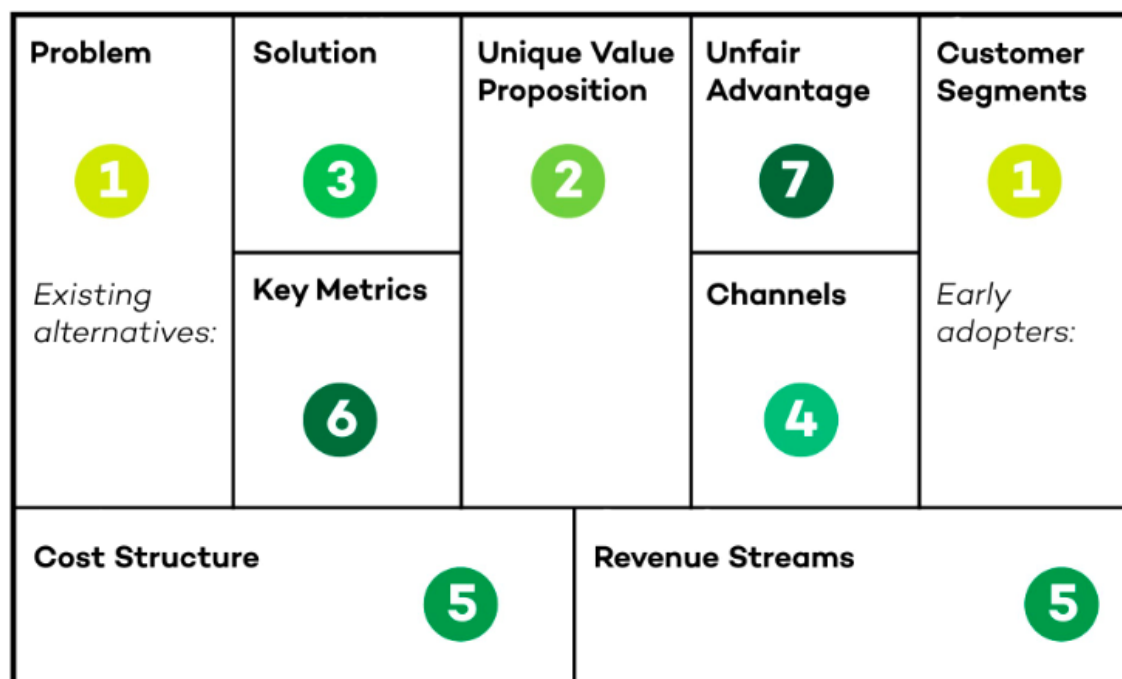 Problem
1
Existing
alternatives:
Solution
3
Key Metrics
6
Unique Value
Proposition
2
Unfair
Advantage
7
Channels
4
Customer
Segments
1
Early
adopters:
Cost Structure
5
Revenue Streams
5